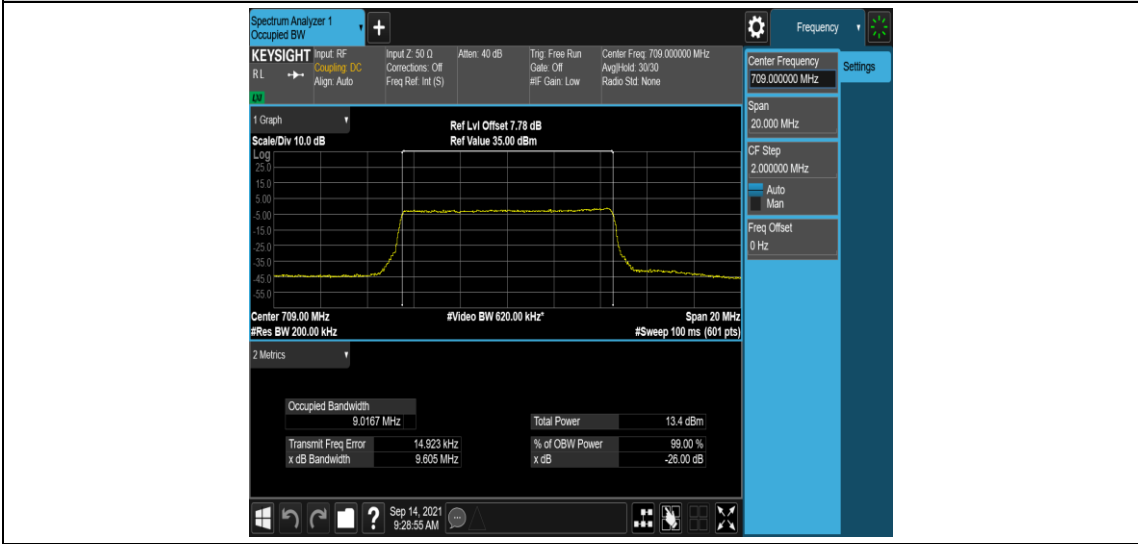 Spectrum Analyzer 1
Occupied BW
+
Frequency
KEYSIGHT
RL
Input: RF
Coupling: DC
Align: Auto
Input Z: 50 Ω
Corrections: Off
Freq Ref: Int (S)
Atten: 40 dB
Trig: Free Run
Gate: Off
#IF Gain: Low
Center Freq: 709.000000 MHz
Avg|Hold: 30/30
Radio Std: None
Center Frequency
709.000000 MHz
Settings
Span
20.000 MHz
CF Step
2.000000 MHz
Auto
Man
Freq Offset
0 Hz
1 Graph
Scale/Div 10.0 dB
Ref Lvl Offset 7.78 dB
Ref Value 35.00 dBm
Log
25.0
15.0
5.00
-5.00
-15.0
-25.0
-35.0
-45.0
-55.0
Center 709.00 MHz
#Res BW 200.00 kHz
#Video BW 620.00 kHz*
Span 20 MHz
#Sweep 100 ms (601 pts)
2 Metrics
Occupied Bandwidth
9.0167 MHz
Total Power 13.4 dBm
Transmit Freq Error 14.923 kHz
% of OBW Power 99.00 %
x dB Bandwidth 9.605 MHz
x dB -26.00 dB
?
Sep 14, 2021
9:28:55 AM